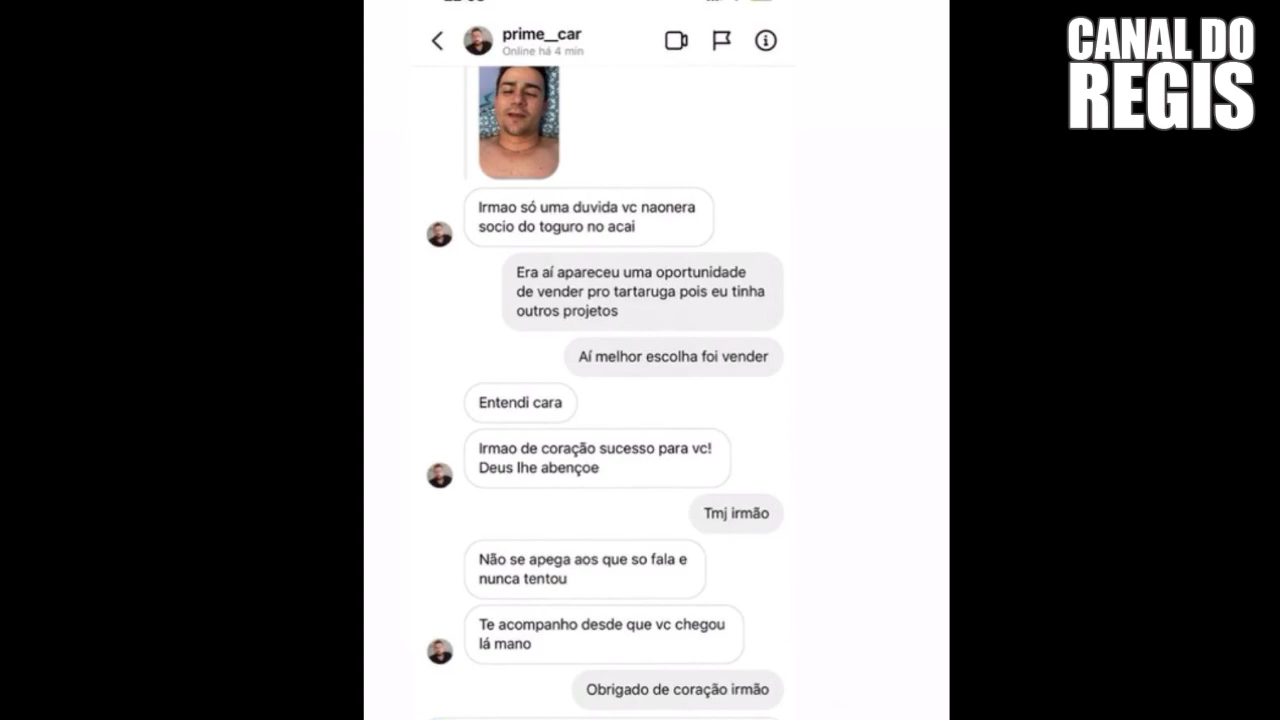 prime__car
Online há 4 min
CANAL DO
REGIS
Irmao só uma duvida vc naonera
socio do toguro no acai
Era aí apareceu uma oportunidade
de vender pro tartaruga pois eu tinha
outros projetos
Aí melhor escolha foi vender
Entendi cara
Irmao de coração sucesso para vc!
Deus lhe abençoe
Tmj irmão
Não se apega aos que so fala e
nunca tentou
Te acompanho desde que vc chegou
lá mano
Obrigado de coração irmão